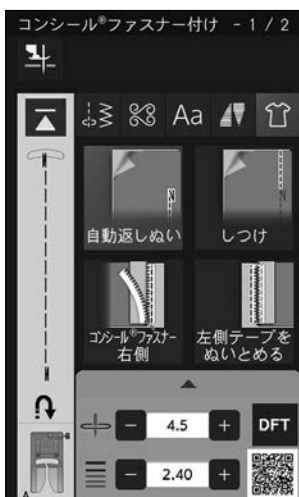 コンシール®ファスナー付け - 1 / 2
Aa
自動返しぬい
しつけ
コンシール®ファスナー
右側
左側テープを
ぬいとめる
4.5
DFT
2.40
A